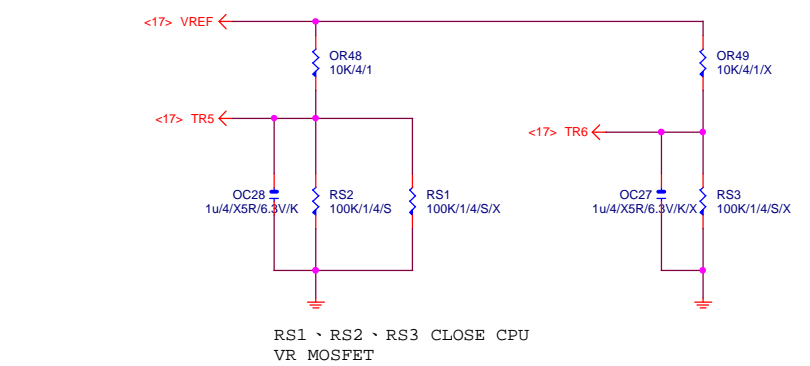 <17> VREF
OR48
10K/4/1
OR49
10K/4/1/X
<17> TR5
<17> TR6
OC28
1u/4/X5R/6.3V/K
RS2
100K/1/4/S
RS1
100K/1/4/S/X
OC27
1u/4/X5R/6.3V/K/X
RS3
100K/1/4/S/X
RS1、RS2、RS3 CLOSE CPU
VR MOSFET